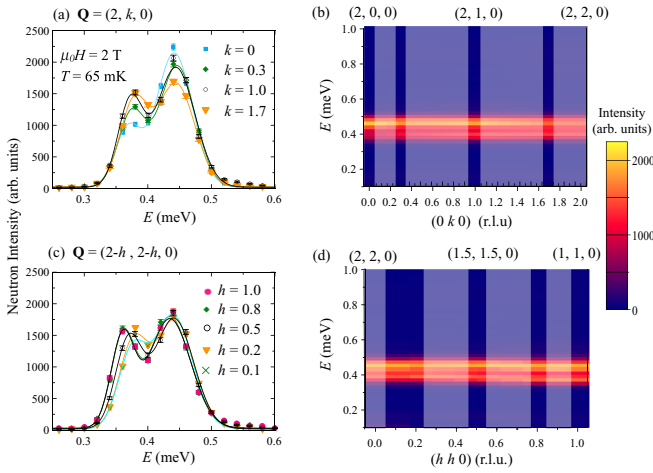 (a) Q = (2, k, 0)
μ₀H = 2 T
T = 65 mK
k = 0
k = 0.3
k = 1.0
k = 1.7
2500
2250
2000
1750
1500
1250
1000
750
500
250
0
0.3 0.4 0.5 0.6
E (meV)
Neutron Intensity (arb. units)
(b)
(2, 0, 0) (2, 1, 0) (2, 2, 0)
1.0
0.8
0.6
0.4
0.2
E (meV)
0.0 0.2 0.4 0.6 0.8 1.0 1.2 1.4 1.6 1.8 2.0
(0 k 0) (r.l.u)
Intensity
(arb. units)
2000
1000
0
(c) Q = (2-h , 2-h, 0)
h = 1.0
h = 0.8
h = 0.5
h = 0.2
h = 0.1
2500
2000
1500
1000
500
0
0.3 0.4 0.5 0.6
E (meV)
(d)
(2, 2, 0) (1.5, 1.5, 0) (1, 1, 0)
1.0
0.8
0.6
0.4
0.2
E (meV)
0.0 0.2 0.4 0.6 0.8 1.0
(h h 0) (r.l.u.)